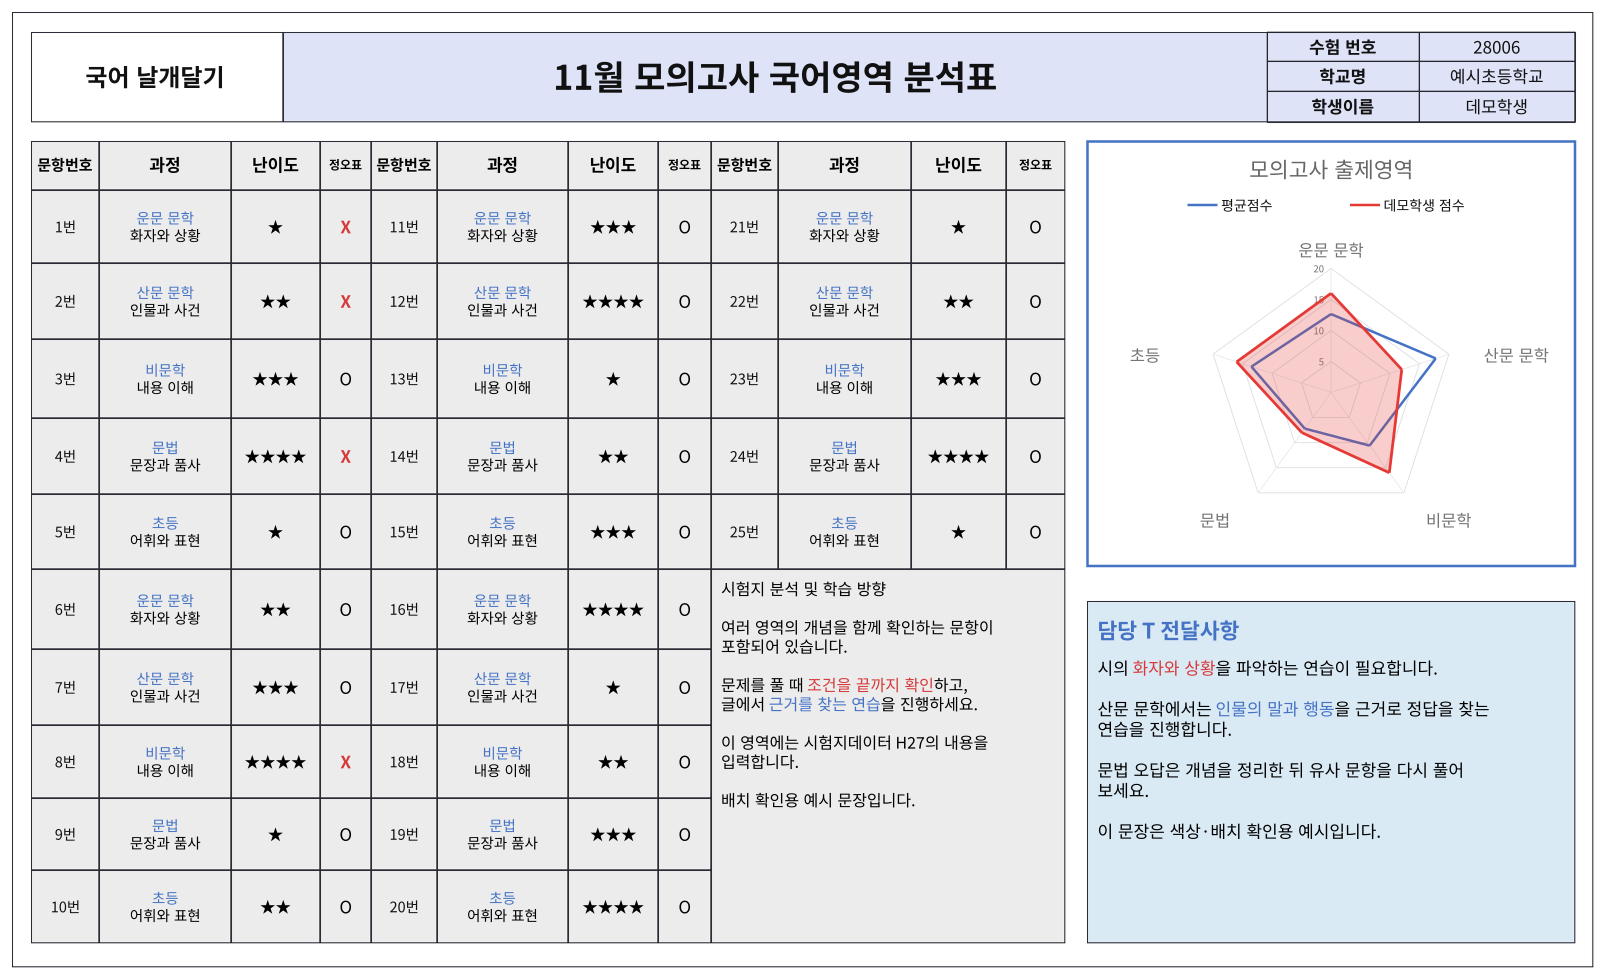 국어 날개달기
11월 모의고사 국어영역 분석표
수험 번호 28006
학교명 예시초등학교
학생이름 데모학생
문항번호 과정 난이도 정오표 문항번호 과정 난이도 정오표 문항번호 과정 난이도 정오표
1번 운문 문학 화자와 상황 ★ X 11번 운문 문학 화자와 상황 ★★★ O 21번 운문 문학 화자와 상황 ★ O
2번 산문 문학 인물과 사건 ★★ X 12번 산문 문학 인물과 사건 ★★★★ O 22번 산문 문학 인물과 사건 ★★ O
3번 비문학 내용 이해 ★★★ O 13번 비문학 내용 이해 ★ O 23번 비문학 내용 이해 ★★★ O
4번 문법 문장과 품사 ★★★★ X 14번 문법 문장과 품사 ★★ O 24번 문법 문장과 품사 ★★★★ O
5번 초등 어휘와 표현 ★ O 15번 초등 어휘와 표현 ★★★ O 25번 초등 어휘와 표현 ★ O
6번 운문 문학 화자와 상황 ★★ O 16번 운문 문학 화자와 상황 ★★★★ O
7번 산문 문학 인물과 사건 ★★★ O 17번 산문 문학 인물과 사건 ★ O
8번 비문학 내용 이해 ★★★★ X 18번 비문학 내용 이해 ★★ O
9번 문법 문장과 품사 ★ O 19번 문법 문장과 품사 ★★★ O
10번 초등 어휘와 표현 ★★ O 20번 초등 어휘와 표현 ★★★★ O
시험지 분석 및 학습 방향
여러 영역의 개념을 함께 확인하는 문항이
포함되어 있습니다.
문제를 풀 때 조건을 끝까지 확인하고,
글에서 근거를 찾는 연습을 진행하세요.
이 영역에는 시험지데이터 H27의 내용을
입력합니다.
배치 확인용 예시 문장입니다.
모의고사 출제영역
평균점수 데모학생 점수
운문 문학
20
15
10
5
초등 산문 문학
문법 비문학
담당 T 전달사항
시의 화자와 상황을 파악하는 연습이 필요합니다.
산문 문학에서는 인물의 말과 행동을 근거로 정답을 찾는
연습을 진행합니다.
문법 오답은 개념을 정리한 뒤 유사 문항을 다시 풀어
보세요.
이 문장은 색상·배치 확인용 예시입니다.